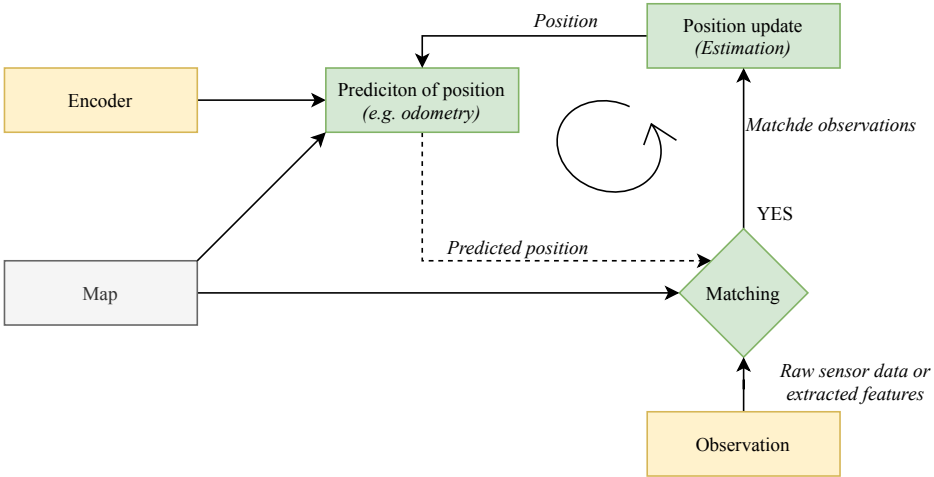 Position
Position update
(Estimation)
Encoder
Prediciton of position
(e.g. odometry)
Matchde observations
YES
Predicted position
Map
Matching
Raw sensor data or
extracted features
Observation